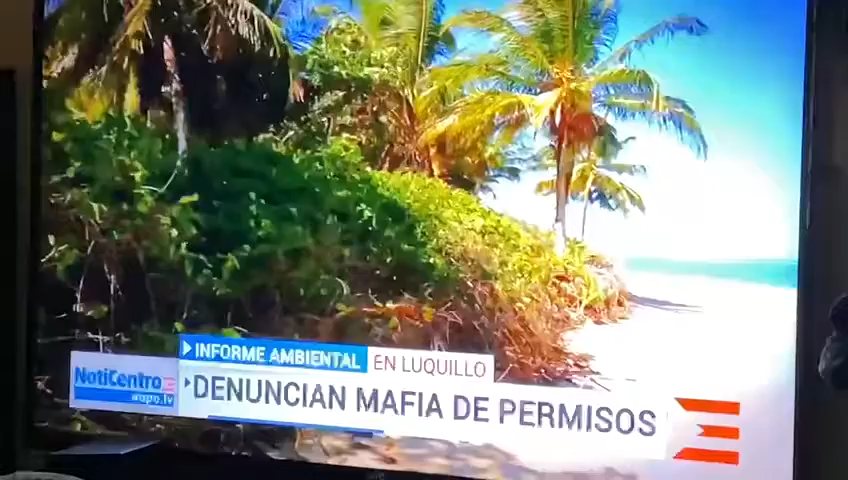 INFORME AMBIENTAL EN LUQUILLO
NotiCentro
wapa.tv
DENUNCIAN MAFIA DE PERMISOS